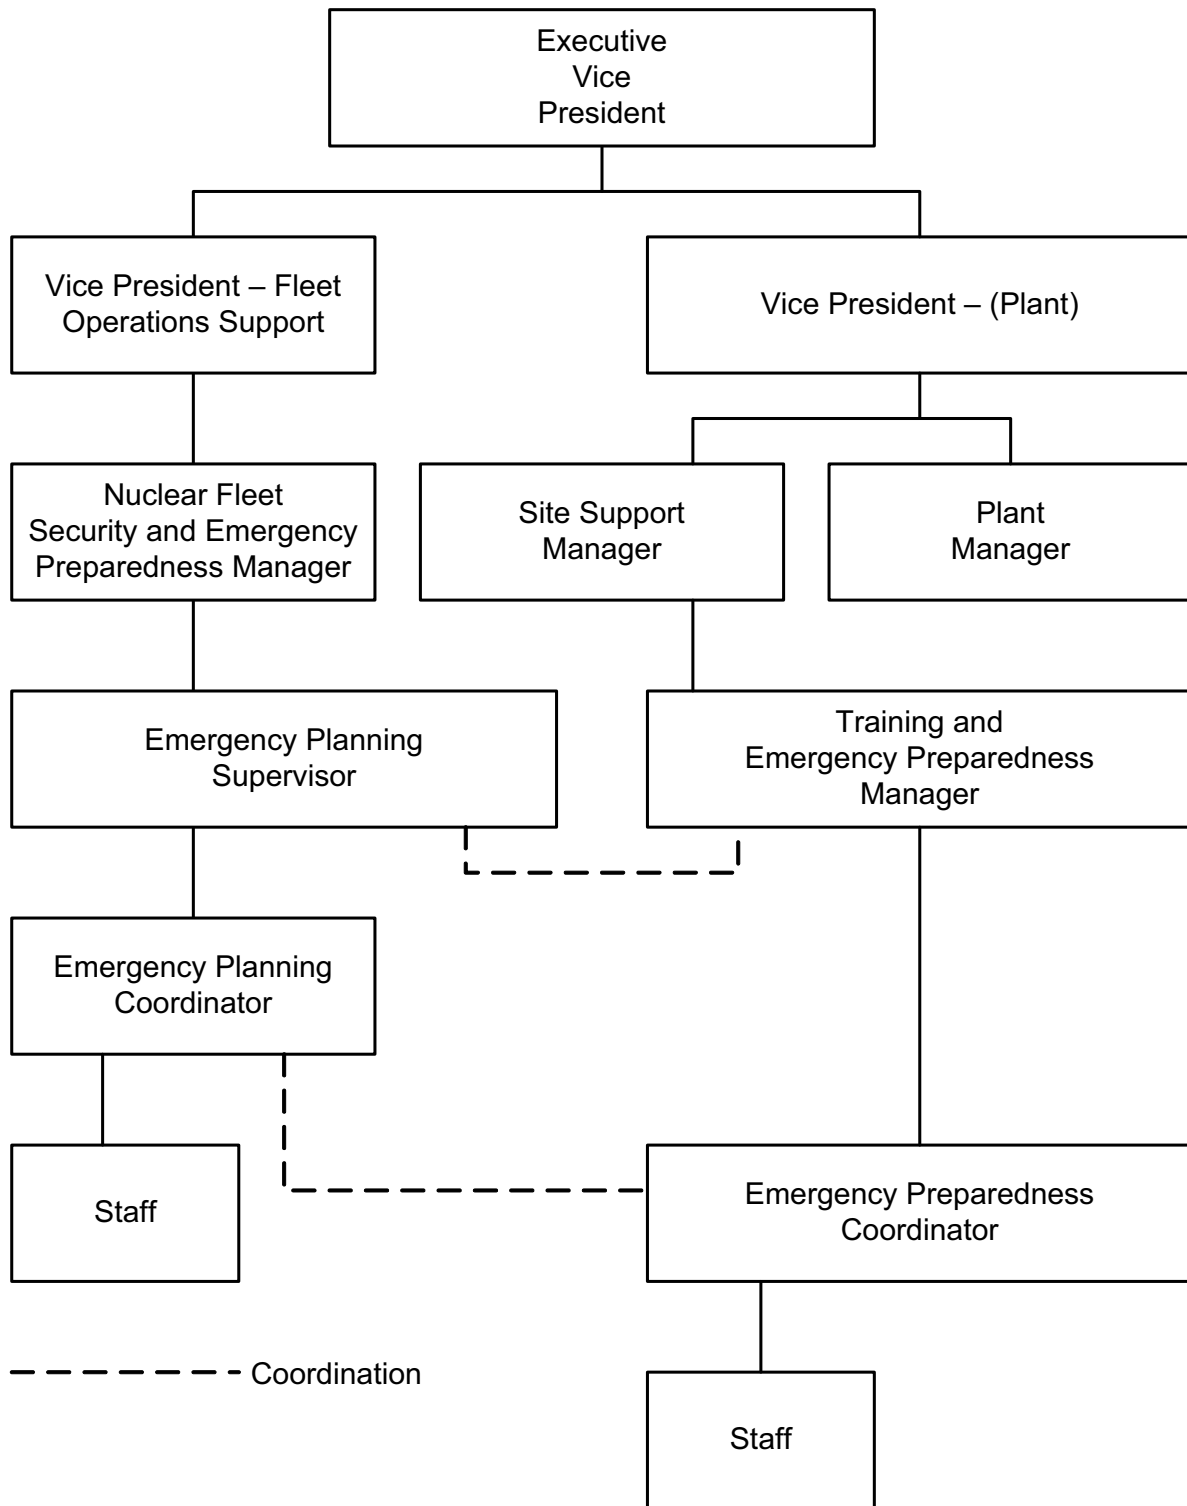 Executive
Vice
President
Vice President – Fleet
Operations Support
Vice President – (Plant)
Nuclear Fleet
Security and Emergency
Preparedness Manager
Site Support
Manager
Plant
Manager
Emergency Planning
Supervisor
Training and
Emergency Preparedness
Manager
Emergency Planning
Coordinator
Staff
Emergency Preparedness
Coordinator
Coordination
Staff